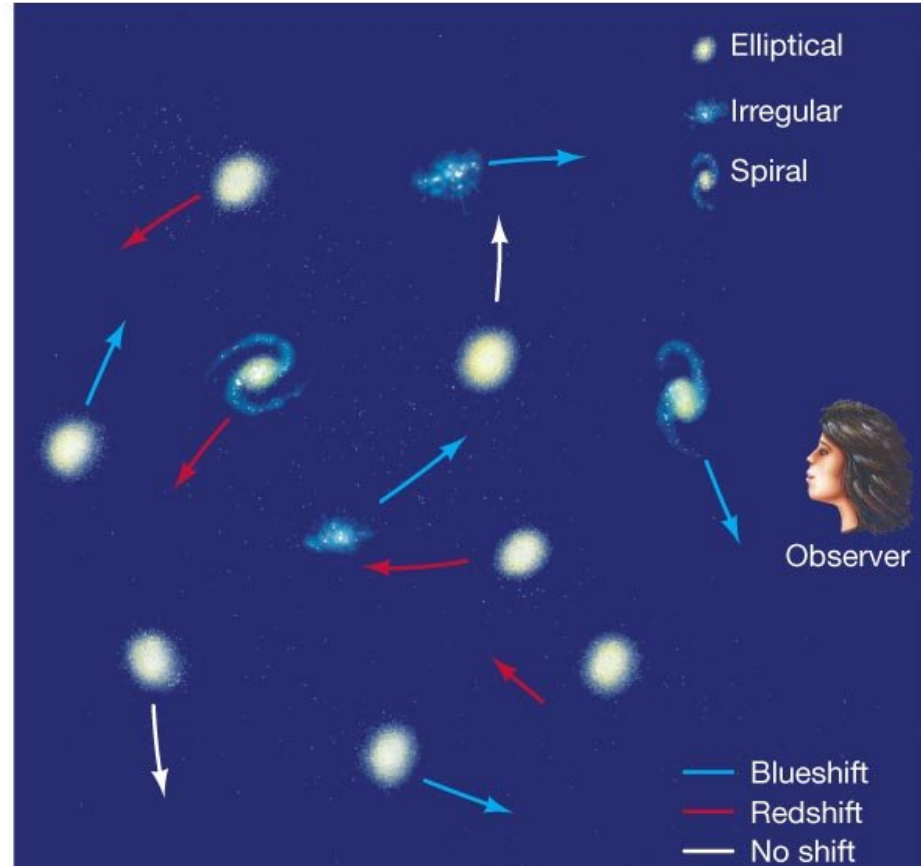 Elliptical
Irregular
Spiral
Observer
Blueshift
Redshift
No shift